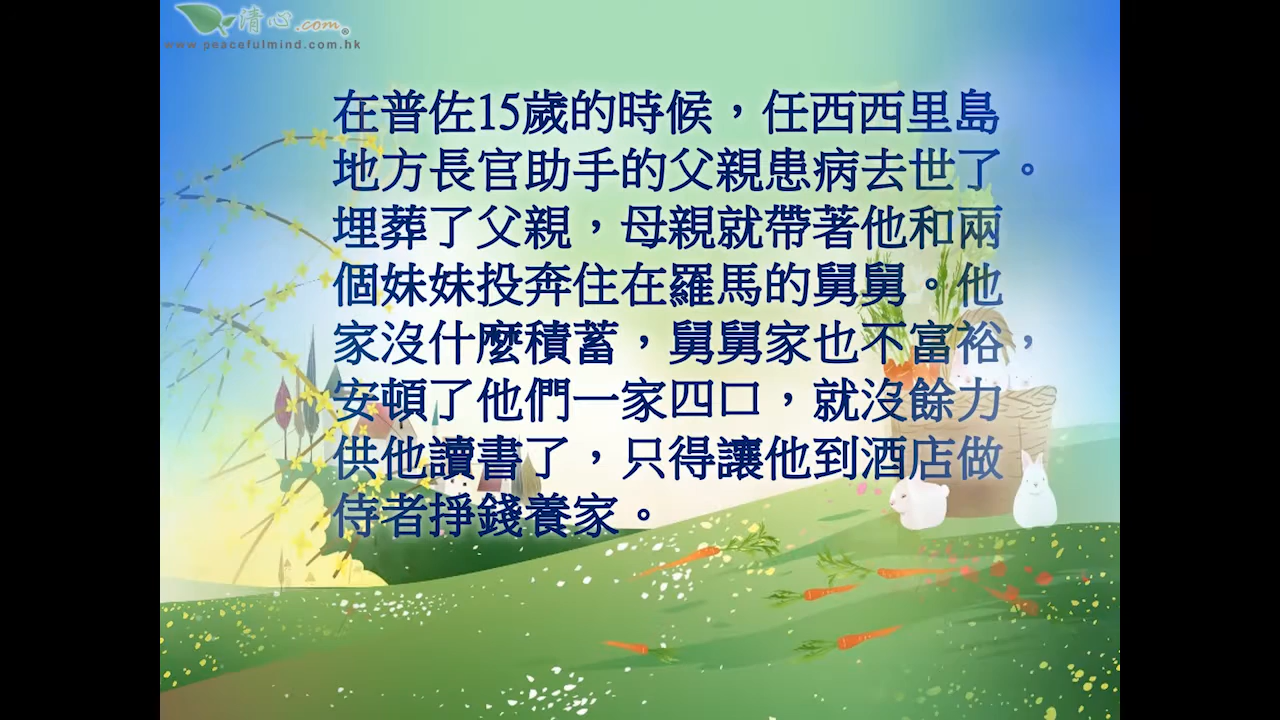 清心.com®
www.peacefulmind.com.hk
在普佐15歲的時候，任西西里島
地方長官助手的父親患病去世了。
埋葬了父親，母親就帶著他和兩
個妹妹投奔住在羅馬的舅舅。他
家沒什麼積蓄，舅舅家也不富裕，
安頓了他們一家四口，就沒餘力
供他讀書了，只得讓他到酒店做
侍者掙錢養家。